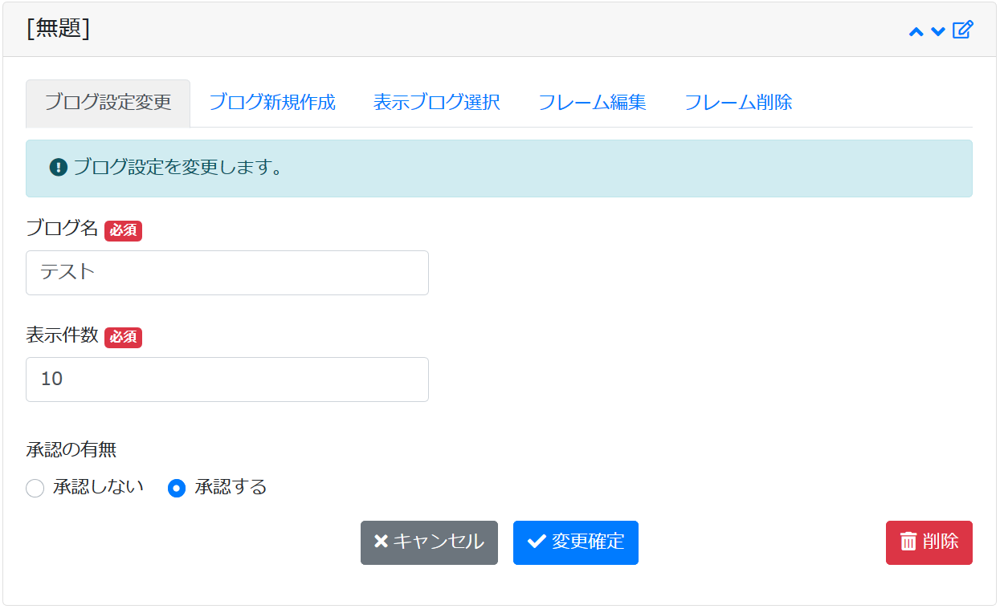 [無題]
ブログ設定変更 ブログ新規作成 表示ブログ選択 フレーム編集 フレーム削除
ブログ設定を変更します。
ブログ名 必須
テスト
表示件数 必須
10
承認の有無
承認しない 承認する
キャンセル 変更確定 削除